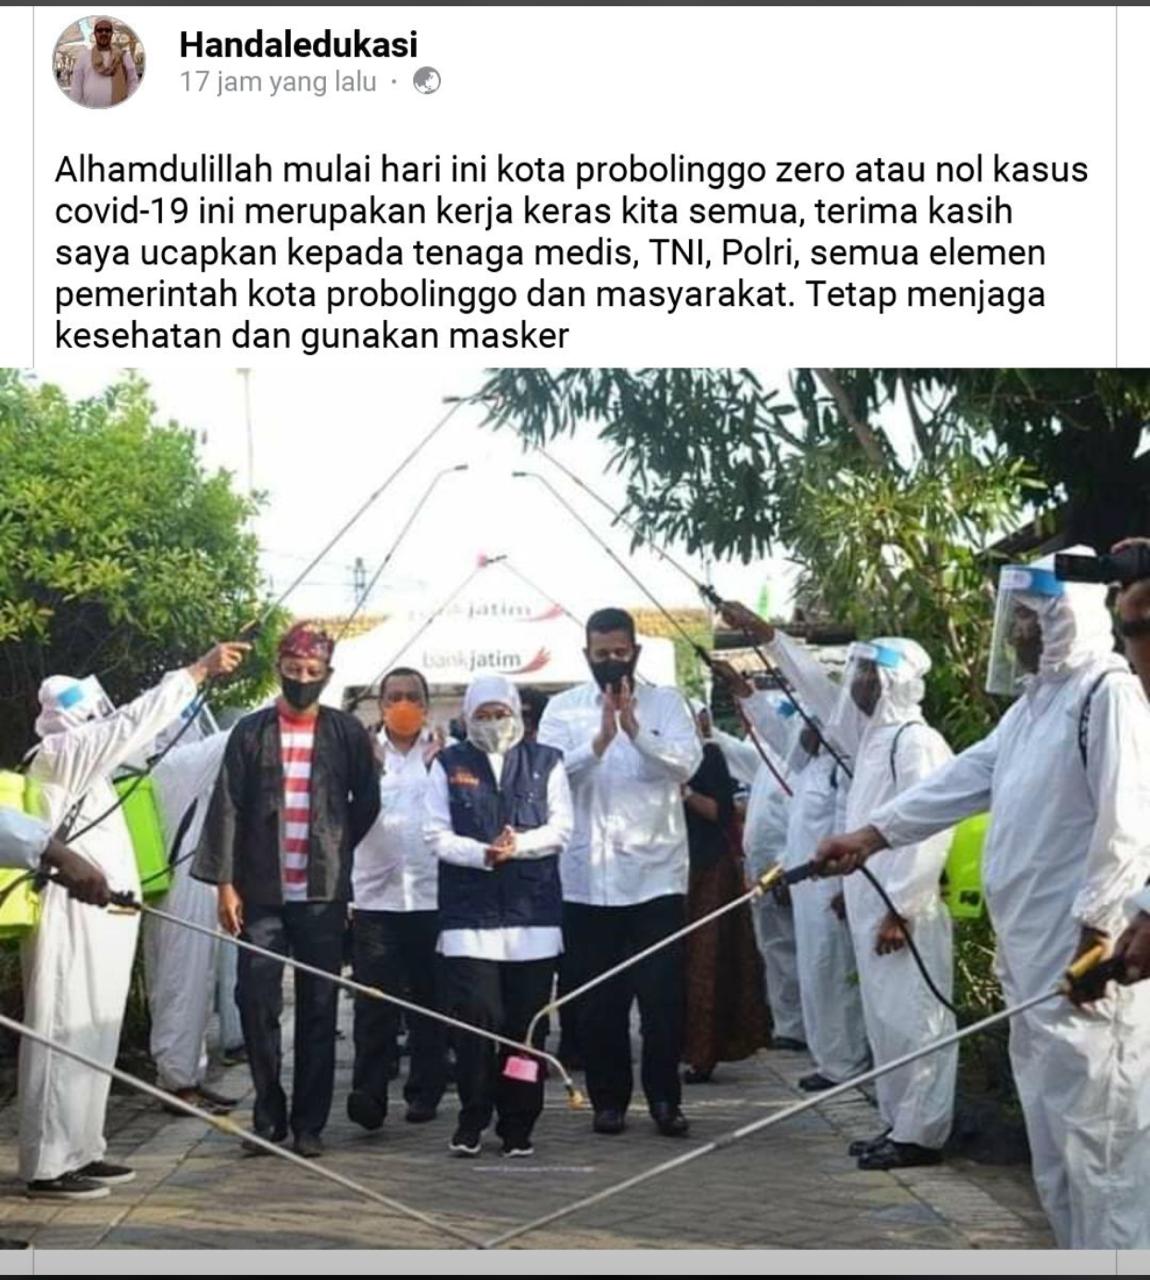 Handaledukasi
17 jam yang lalu ·
Alhamdulillah mulai hari ini kota probolinggo zero atau nol kasus
covid-19 ini merupakan kerja keras kita semua, terima kasih
saya ucapkan kepada tenaga medis, TNI, Polri, semua elemen
pemerintah kota probolinggo dan masyarakat. Tetap menjaga
kesehatan dan gunakan masker
jatim
bankjatim